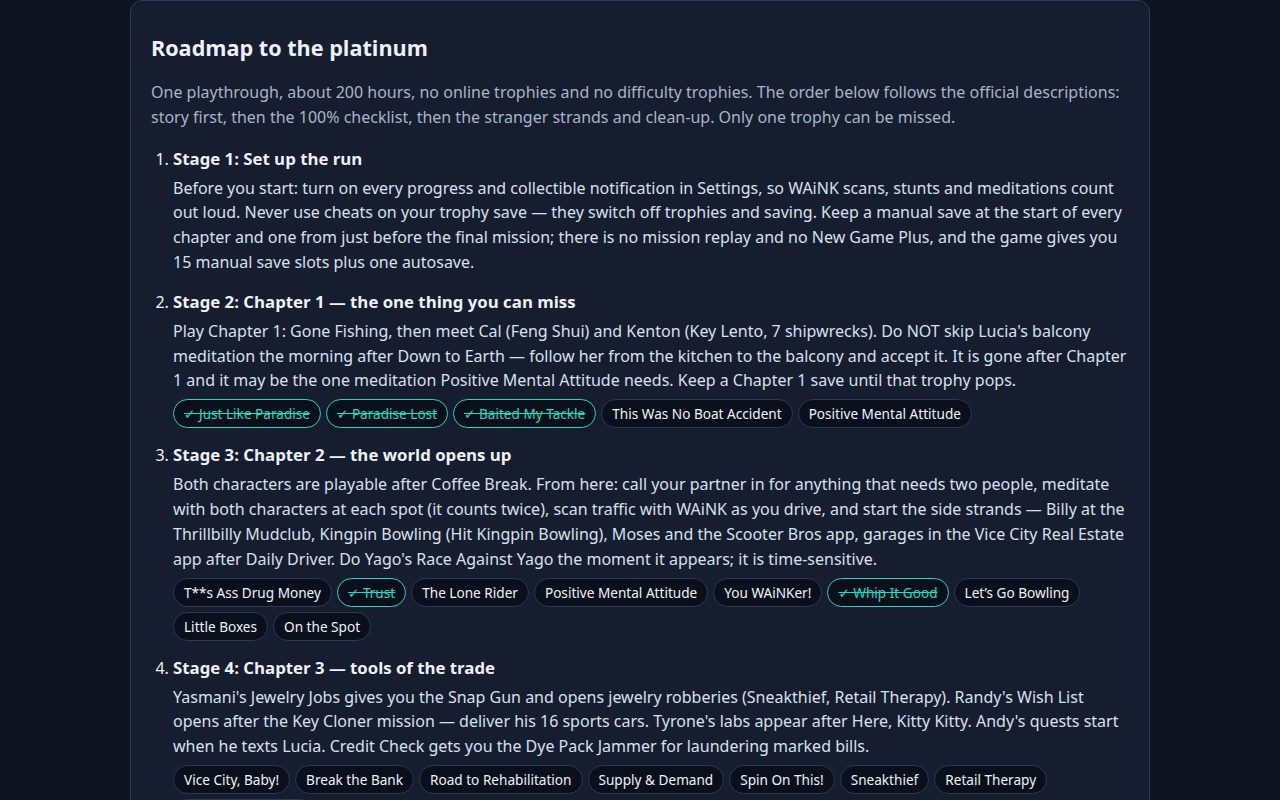 Roadmap to the platinum
One playthrough, about 200 hours, no online trophies and no difficulty trophies. The order below follows the official descriptions:
story first, then the 100% checklist, then the stranger strands and clean-up. Only one trophy can be missed.
1. Stage 1: Set up the run
Before you start: turn on every progress and collectible notification in Settings, so WAiNK scans, stunts and meditations count
out loud. Never use cheats on your trophy save — they switch off trophies and saving. Keep a manual save at the start of every
chapter and one from just before the final mission; there is no mission replay and no New Game Plus, and the game gives you
15 manual save slots plus one autosave.
2. Stage 2: Chapter 1 — the one thing you can miss
Play Chapter 1: Gone Fishing, then meet Cal (Feng Shui) and Kenton (Key Lento, 7 shipwrecks). Do NOT skip Lucia's balcony
meditation the morning after Down to Earth — follow her from the kitchen to the balcony and accept it. It is gone after Chapter
1 and it may be the one meditation Positive Mental Attitude needs. Keep a Chapter 1 save until that trophy pops.
✓ Just Like Paradise ✓ Paradise Lost ✓ Baited My Tackle This Was No Boat Accident Positive Mental Attitude
3. Stage 3: Chapter 2 — the world opens up
Both characters are playable after Coffee Break. From here: call your partner in for anything that needs two people, meditate
with both characters at each spot (it counts twice), scan traffic with WAiNK as you drive, and start the side strands — Billy at the
Thrillbilly Mudclub, Kingpin Bowling (Hit Kingpin Bowling), Moses and the Scooter Bros app, garages in the Vice City Real Estate
app after Daily Driver. Do Yago's Race Against Yago the moment it appears; it is time-sensitive.
T**s Ass Drug Money ✓ Trust The Lone Rider Positive Mental Attitude You WAiNKer! ✓ Whip It Good Let's Go Bowling
Little Boxes On the Spot
4. Stage 4: Chapter 3 — tools of the trade
Yasmani's Jewelry Jobs gives you the Snap Gun and opens jewelry robberies (Sneakthief, Retail Therapy). Randy's Wish List
opens after the Key Cloner mission — deliver his 16 sports cars. Tyrone's labs appear after Here, Kitty Kitty. Andy's quests start
when he texts Lucia. Credit Check gets you the Dye Pack Jammer for laundering marked bills.
Vice City, Baby! Break the Bank Road to Rehabilitation Supply & Demand Spin On This! Sneakthief Retail Therapy